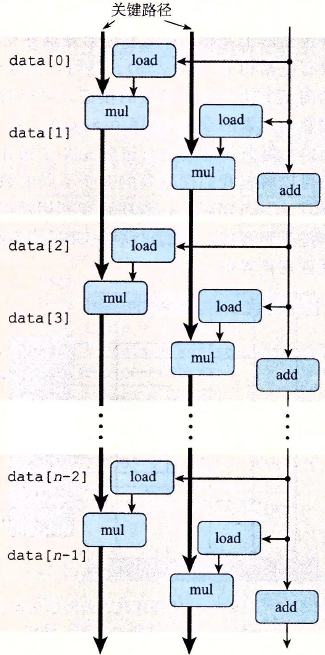 关键路径
data[0]
load
mul
data[1]
load
mul
add
data[2]
load
mul
data[3]
load
mul
add
data[n-2]
load
mul
data[n-1]
load
mul
add